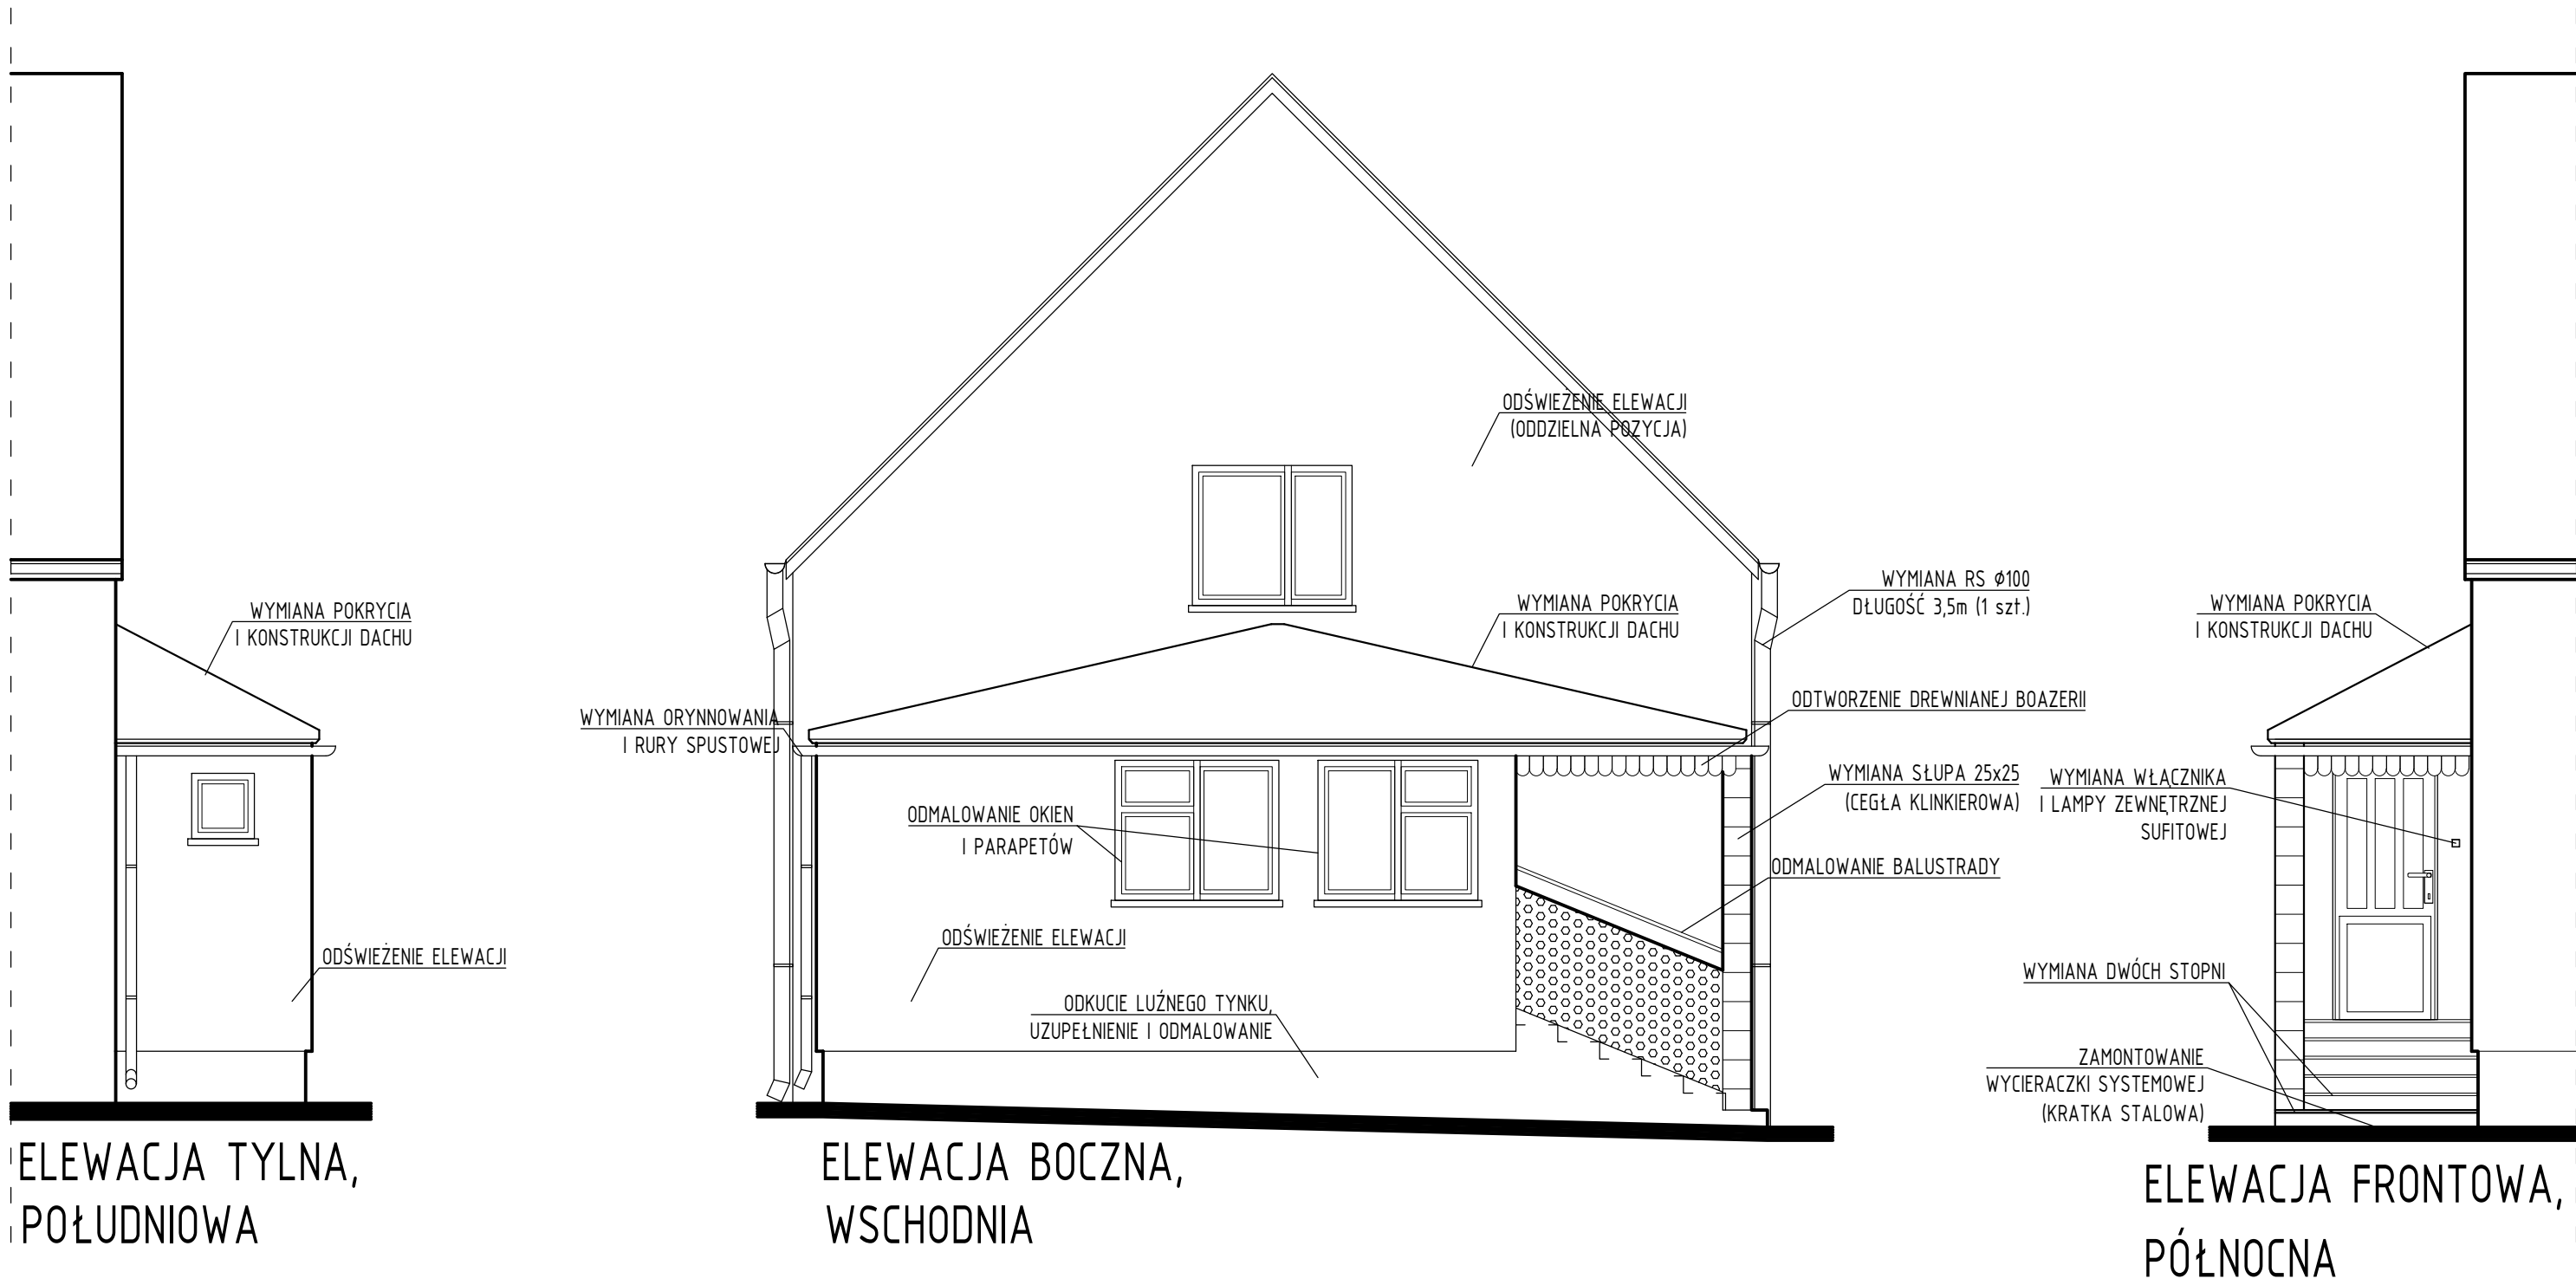 WYMIANA POKRYCIA
I KONSTRUKCJI DACHU
ODŚWIEŻENIE ELEWACJI
ELEWACJA TYLNA,
POŁUDNIOWA
ODŚWIEŻENIE ELEWACJI
(ODDZIELNA POZYCJA)
WYMIANA POKRYCIA
I KONSTRUKCJI DACHU
WYMIANA RS Ø100
DŁUGOŚĆ 3,5m (1 szt.)
WYMIANA ORYNNOWANIA
I RURY SPUSTOWEJ
ODTWORZENIE DREWNIANEJ BOAZERII
WYMIANA SŁUPA 25x25
(CEGŁA KLINKIEROWA)
ODMALOWANIE OKIEN
I PARAPETÓW
ODMALOWANIE BALUSTRADY
ODŚWIEŻENIE ELEWACJI
ODKUCIE LUŹNEGO TYNKU,
UZUPEŁNIENIE I ODMALOWANIE
ELEWACJA BOCZNA,
WSCHODNIA
WYMIANA POKRYCIA
I KONSTRUKCJI DACHU
WYMIANA WŁĄCZNIKA
I LAMPY ZEWNĘTRZNEJ
SUFITOWEJ
WYMIANA DWÓCH STOPNI
ZAMONTOWANIE
WYCIERACZKI SYSTEMOWEJ
(KRATKA STALOWA)
ELEWACJA FRONTOWA,
PÓŁNOCNA